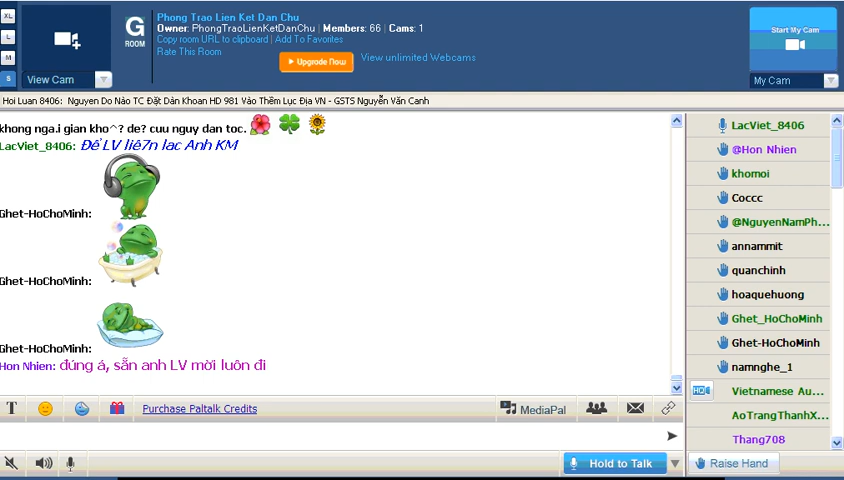 XL
L
M
S
View Cam
G
ROOM
Phong Trao Lien Ket Dan Chu
Owner: PhongTraoLienKetDanChu | Members: 66 | Cams: 1
Copy room URL to clipboard | Add To Favorites
Rate This Room
Upgrade Now
View unlimited Webcams
Start My Cam
My Cam
Hoi Luan 8406: Nguyen Do Nào TC Đặt Dàn Khoan HD 981 Vào Thềm Lục Địa VN - GSTS Nguyễn Văn Canh
khong nga.i gian kho^? de? cuu nguy dan toc.
LacViet_8406: Để LV liê7n lac Anh KM
Ghet-HoChoMinh:
Ghet-HoChoMinh:
Ghet-HoChoMinh:
Hon Nhien: đúng á, sẵn anh LV mời luôn đi
LacViet_8406
@Hon Nhien
khomoi
Coccc
@NguyenNamPh...
annammit
quanchinh
hoaquehuong
Ghet_HoChoMinh
Ghet-HoChoMinh
namnghe_1
HD Vietnamese Au...
AoTrangThanhX...
Thang708
T
Purchase Paltalk Credits
MediaPal
Hold to Talk
Raise Hand